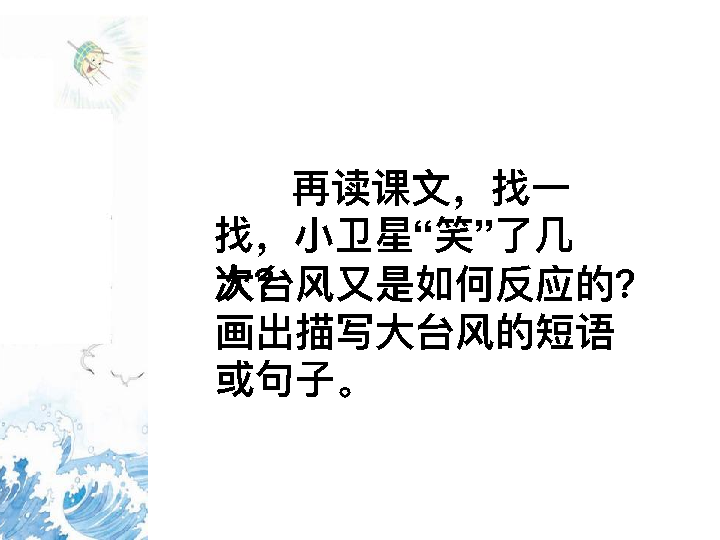 再读课文，找一
找，小卫星“笑”了几
次？
大台风又是如何反应的？
画出描写大台风的短语
或句子。